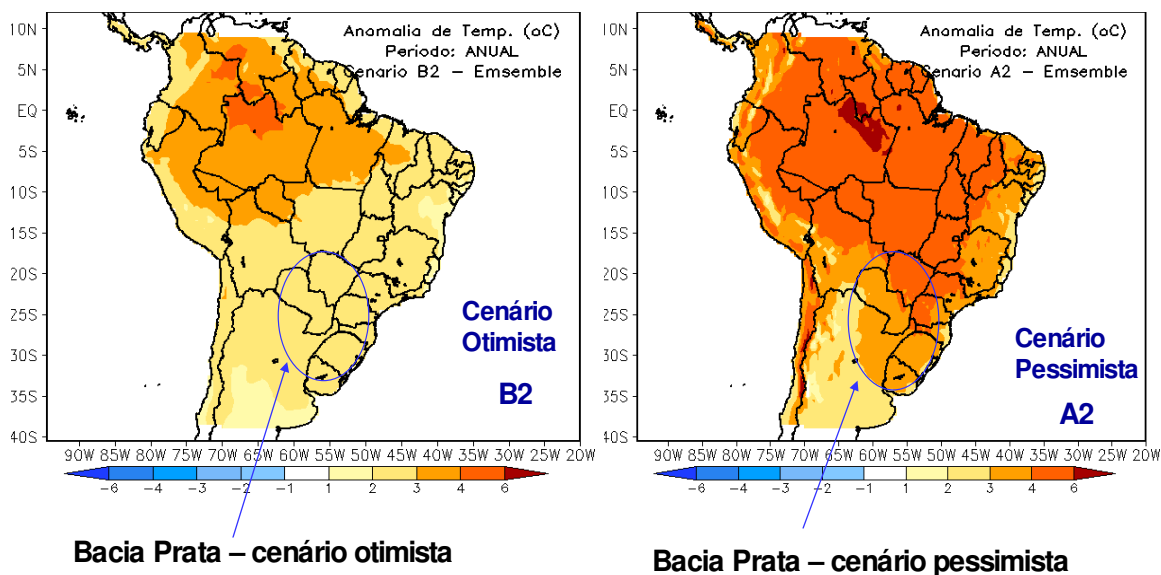 Anomalia de Temp. (oC)
Periodo: ANUAL
Cenario B2 – Emsemble
10N
5N
EQ
5S
10S
15S
20S
25S
30S
35S
40S
90W 85W 80W 75W 70W 65W 60W 55W 50W 45W 40W 35W 30W 25W 20W
-6 -4 -3 -2 -1 1 2 3 4 6
Cenário
Otimista
B2
Bacia Prata – cenário otimista
Anomalia de Temp. (oC)
Periodo: ANUAL
Cenario A2 – Emsemble
10N
5N
EQ
5S
10S
15S
20S
25S
30S
35S
40S
90W 85W 80W 75W 70W 65W 60W 55W 50W 45W 40W 35W 30W 25W 20W
-6 -4 -3 -2 -1 1 2 3 4 6
Cenário
Pessimista
A2
Bacia Prata – cenário pessimista